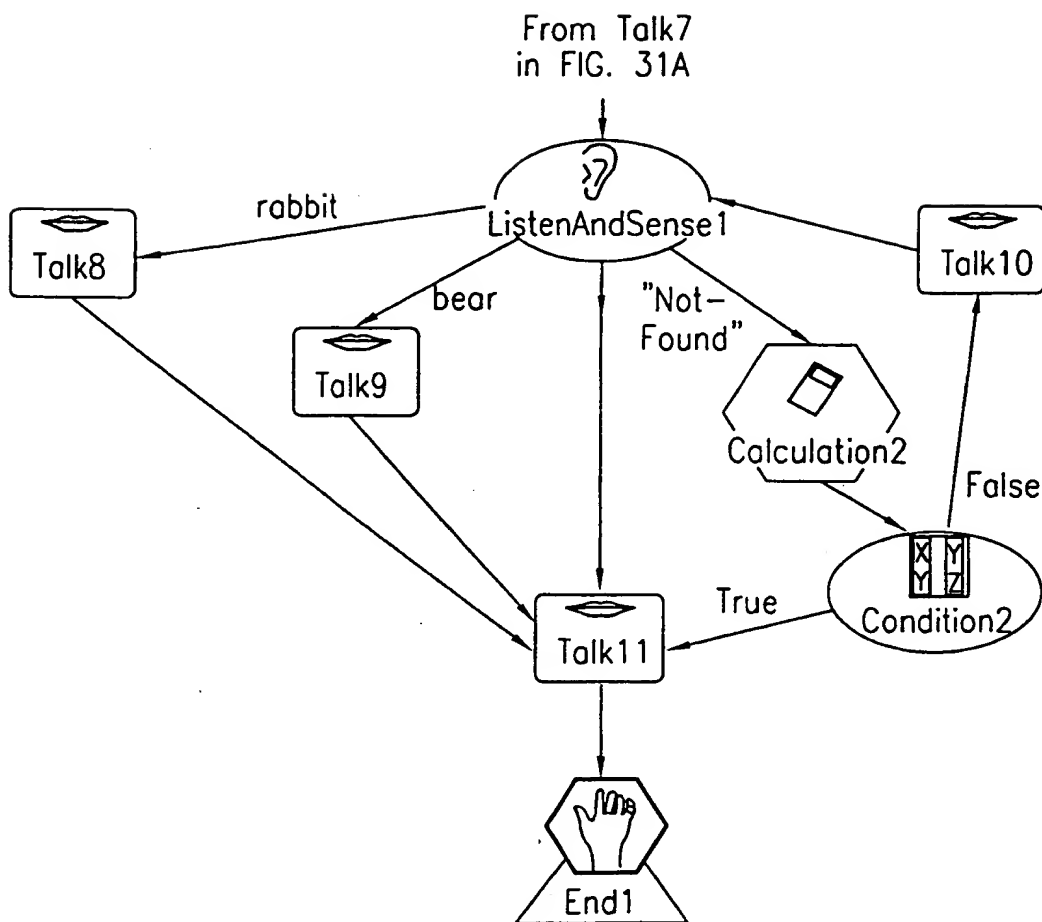 From Talk7
in FIG. 31A
ListenAndSense1
rabbit
Talk8
Talk10
bear
"Not-
Found"
Talk9
Calculation2
False
X Y
Y Z
Condition2
True
Talk11
End1